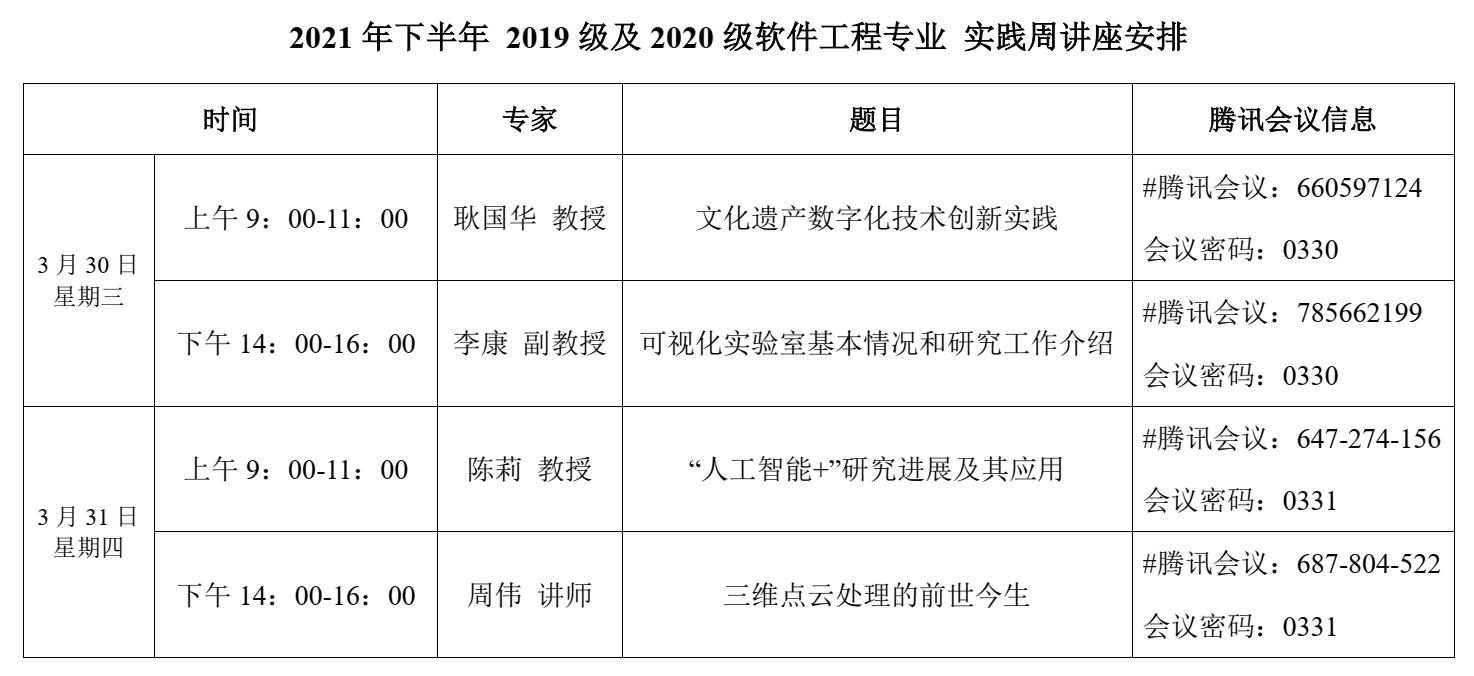 2021 年下半年 2019 级及 2020 级软件工程专业 实践周讲座安排
时间 专家 题目 腾讯会议信息
3 月 30 日
星期三
上午 9：00-11：00
耿国华 教授
文化遗产数字化技术创新实践
#腾讯会议：660597124
会议密码：0330
下午 14：00-16：00
李康 副教授
可视化实验室基本情况和研究工作介绍
#腾讯会议：785662199
会议密码：0330
3 月 31 日
星期四
上午 9：00-11：00
陈莉 教授
“人工智能+”研究进展及其应用
#腾讯会议：647-274-156
会议密码：0331
下午 14：00-16：00
周伟 讲师
三维点云处理的前世今生
#腾讯会议：687-804-522
会议密码：0331